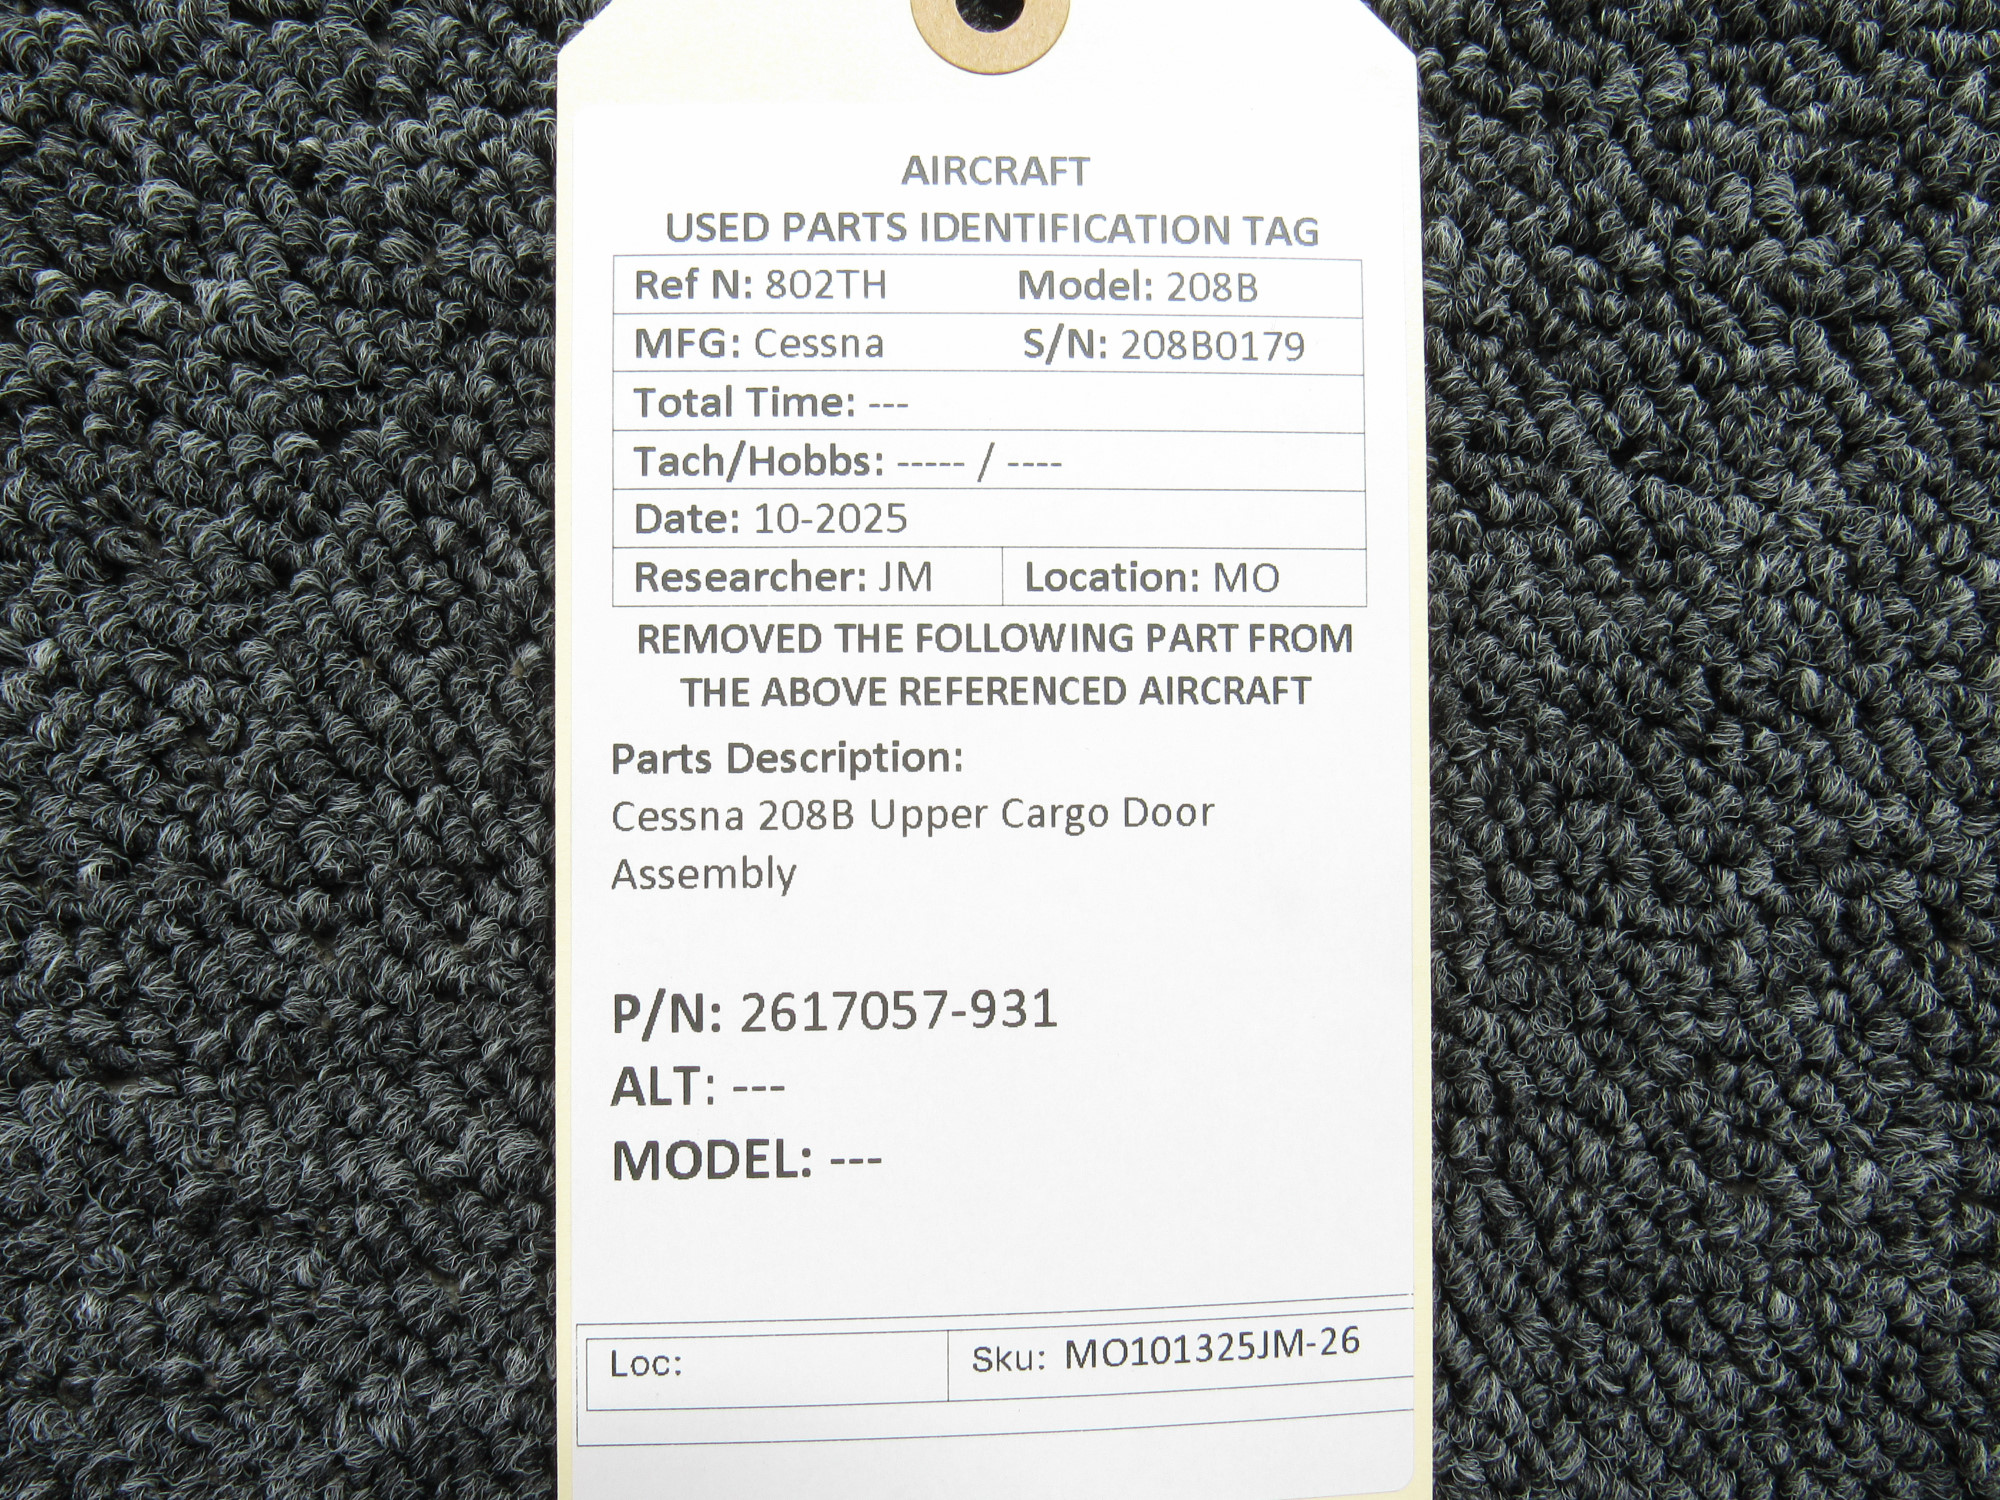 AIRCRAFT
USED PARTS IDENTIFICATION TAG
Ref N: 802TH Model: 208B
MFG: Cessna S/N: 208B0179
Total Time: ---
Tach/Hobbs: ----- / ----
Date: 10-2025
Researcher: JM Location: MO
REMOVED THE FOLLOWING PART FROM
THE ABOVE REFERENCED AIRCRAFT
Parts Description:
Cessna 208B Upper Cargo Door
Assembly
P/N: 2617057-931
ALT: ---
MODEL: ---
Loc: Sku: MO101325JM-26